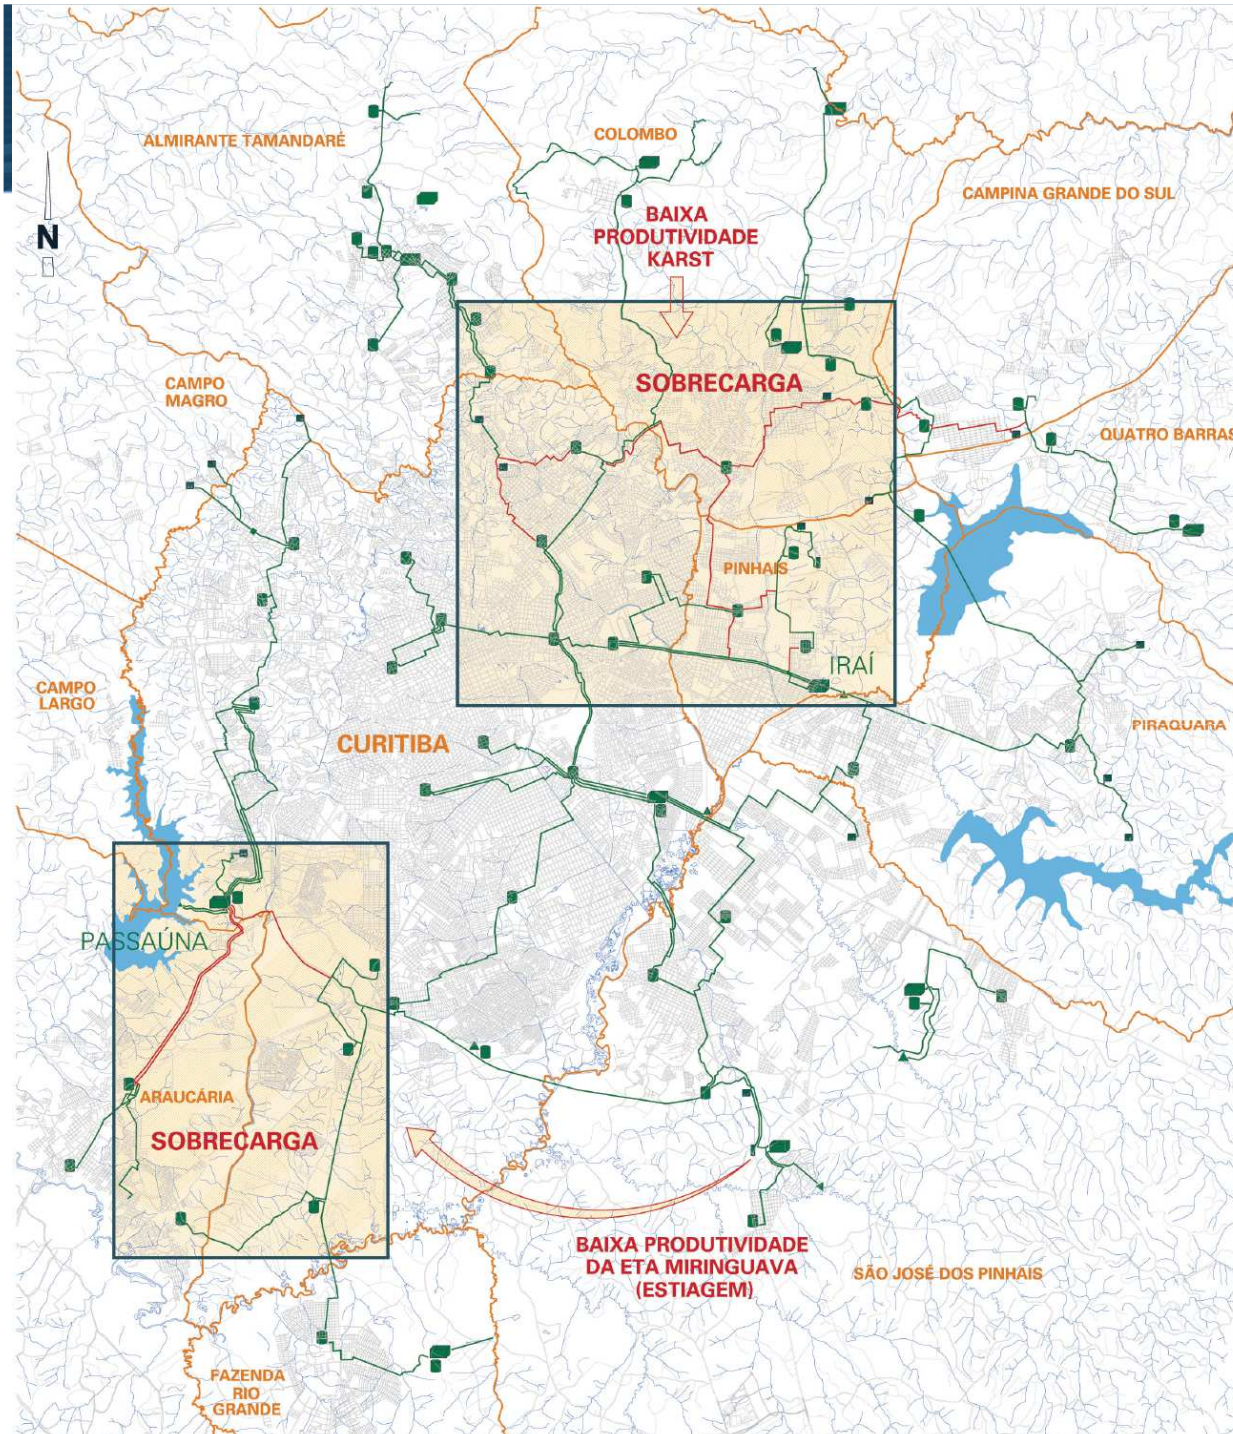 ALMIRANTE TAMANDARÉ
COLOMBO
CAMPINA GRANDE DO SUL
N
BAIXA
PRODUTIVIDADE
KARST
CAMPO
MAGRO
SOBRECARGA
QUATRO BARRAS
PINHAIS
IRAÍ
CAMPO
LARGO
CURITIBA
PIRAQUARA
PASSAÚNA
ARAUCÁRIA
SOBRECARGA
BAIXA PRODUTIVIDADE
DA ETA MIRINGUAVA
(ESTIAGEM)
SÃO JOSÉ DOS PINHAIS
FAZENDA
RIO
GRANDE